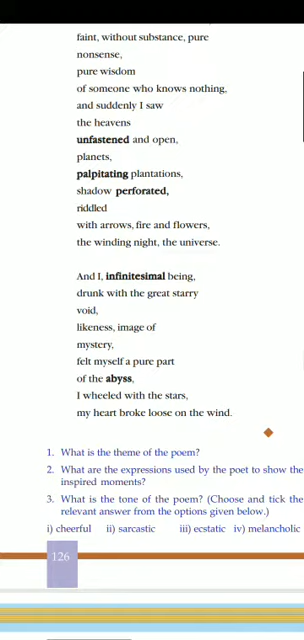 faint, without substance, pure
nonsense,
pure wisdom
of someone who knows nothing,
and suddenly I saw
the heavens
unfastened and open,
planets,
palpitating plantations,
shadow perforated,
riddled
with arrows, fire and flowers,
the winding night, the universe.
And I, infinitesimal being,
drunk with the great starry
void,
likeness, image of
mystery,
felt myself a pure part
of the abyss,
I wheeled with the stars,
my heart broke loose on the wind.
1. What is the theme of the poem?
2. What are the expressions used by the poet to show the
inspired moments?
3. What is the tone of the poem? (Choose and tick the
relevant answer from the options given below.)
i) cheerful ii) sarcastic iii) ecstatic iv) melancholic
126